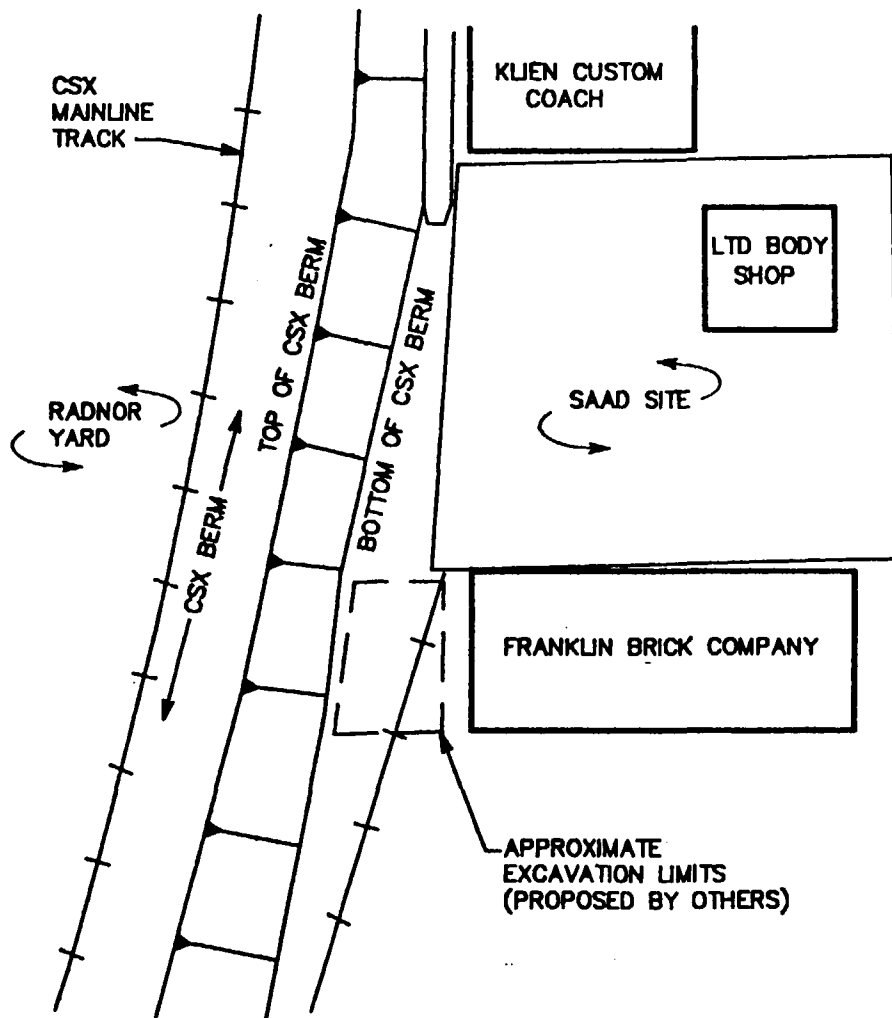 KLIEN CUSTOM
COACH
CSX
MAINLINE
TRACK
LTD BODY
SHOP
TOP OF CSX BERM
BOTTOM OF CSX BERM
RADNOR
YARD
SAAD SITE
CSX BERM
FRANKLIN BRICK COMPANY
APPROXIMATE
EXCAVATION LIMITS
(PROPOSED BY OTHERS)